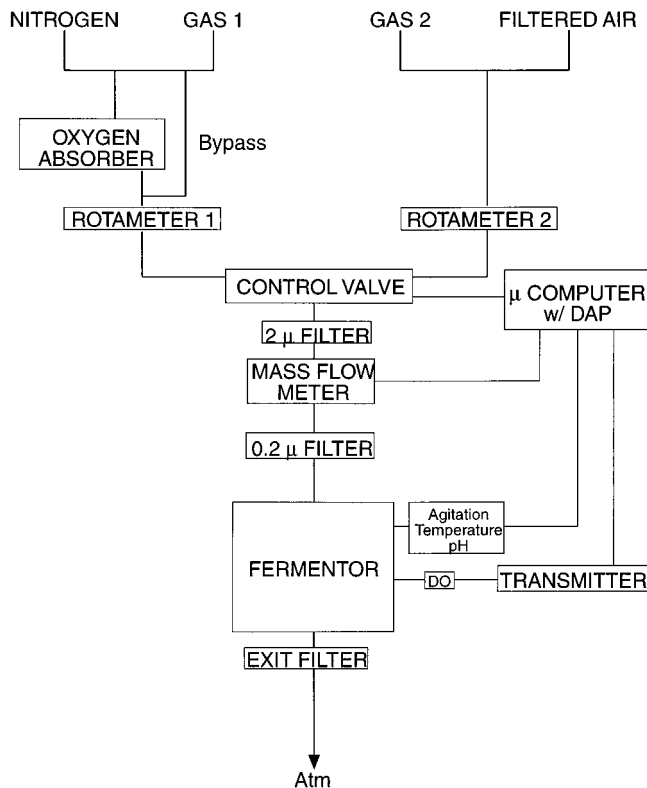 NITROGEN
GAS 1
GAS 2
FILTERED AIR
OXYGEN
ABSORBER
Bypass
ROTAMETER 1
ROTAMETER 2
CONTROL VALVE
μ COMPUTER
w/ DAP
2 μ FILTER
MASS FLOW
METER
0.2 μ FILTER
Agitation
Temperature
pH
FERMENTOR
DO
TRANSMITTER
EXIT FILTER
Atm